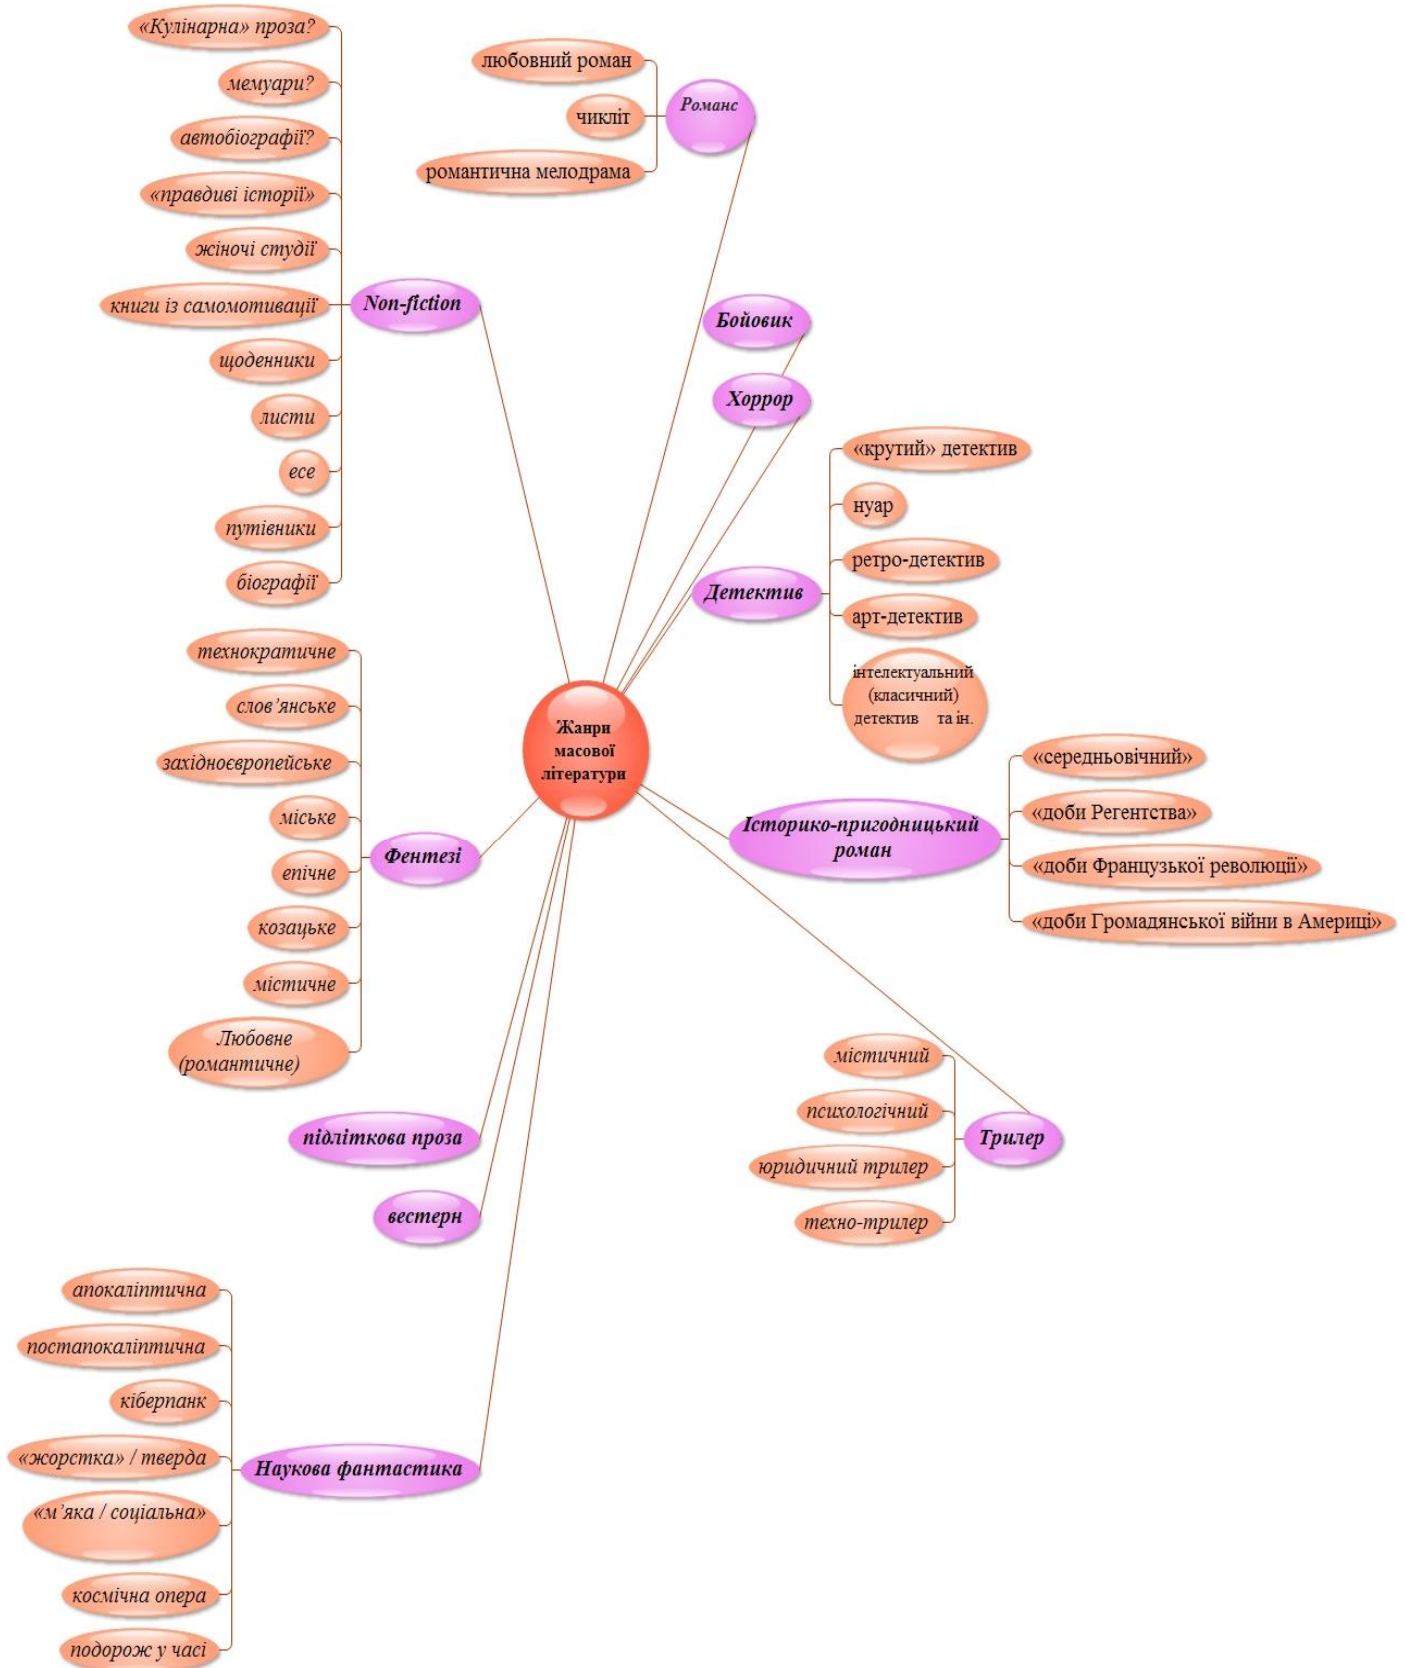 «Кулінарна» проза?
мемуари?
автобіографії?
«правдиві історії»
жіночі студії
книги із самомотивації
щоденники
листи
есе
путівники
біографії
Non-fiction
любовний роман
чикліт
романтична мелодрама
Романс
Бойовик
Хоррор
«крутий» детектив
нуар
ретро-детектив
арт-детектив
інтелектуальний
(класичний)
детектив та ін.
Детектив
Жанри
масової
літератури
технократичне
слов’янське
західноєвропейське
міське
епічне
козацьке
містичне
Любовне
(романтичне)
Фентезі
Історико-пригодницький
роман
«середньовічний»
«доби Регентства»
«доби Французької революції»
«доби Громадянської війни в Америці»
містичний
психологічний
юридичний трилер
техно-трилер
Трилер
підліткова проза
вестерн
апокаліптична
постапокаліптична
кіберпанк
«жорстка» / тверда
«м’яка / соціальна»
космічна опера
подорож у часі
Наукова фантастика